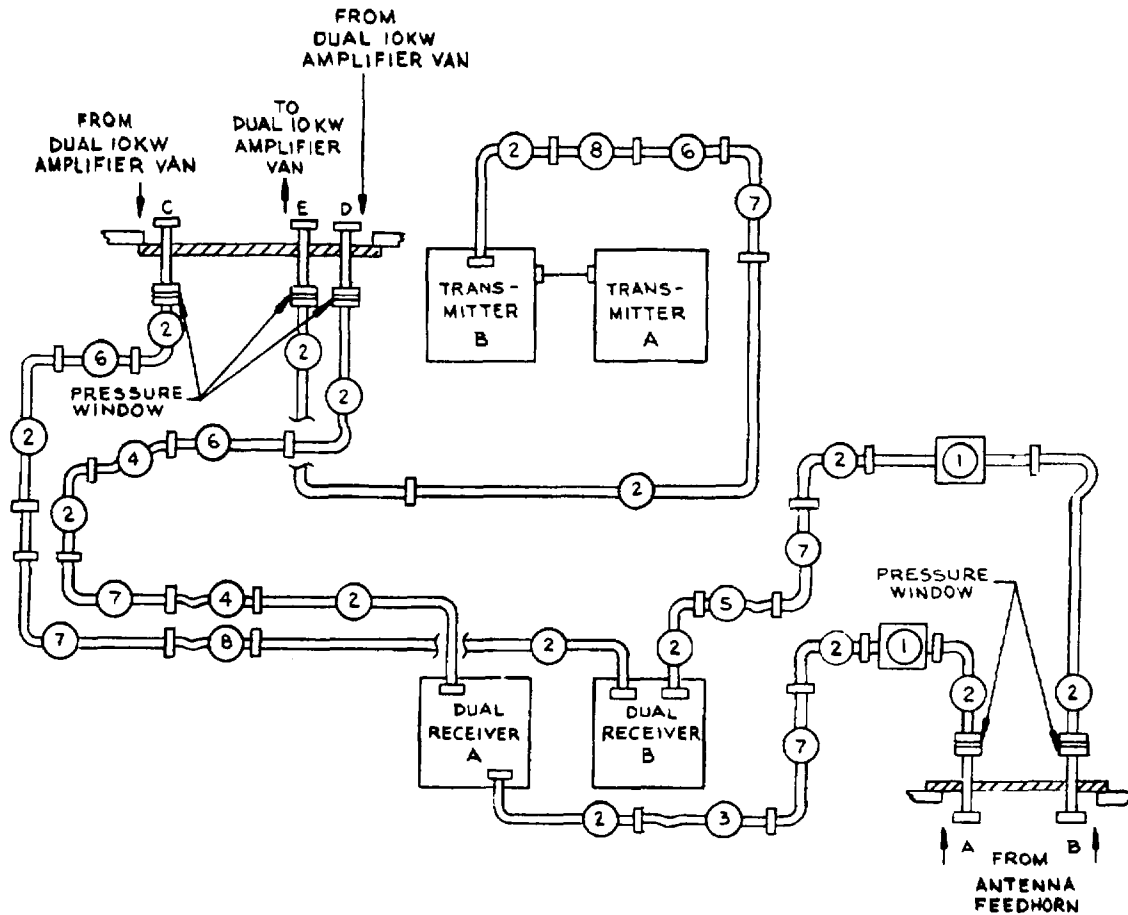 FROM
DUAL 10KW
AMPLIFIER VAN
FROM
DUAL 10KW
AMPLIFIER VAN
TO
DUAL 10KW
AMPLIFIER
VAN
C
E
D
2
8
6
7
TRANS-
MITTER
B
TRANS-
MITTER
A
2
6
2
2
PRESSURE
WINDOW
2
4
6
2
2
7
4
2
7
8
2
2
5
7
2
1
PRESSURE
WINDOW
2
1
2
2
7
DUAL
RECEIVER
A
DUAL
RECEIVER
B
2
3
A
B
FROM
ANTENNA
FEEDHORN